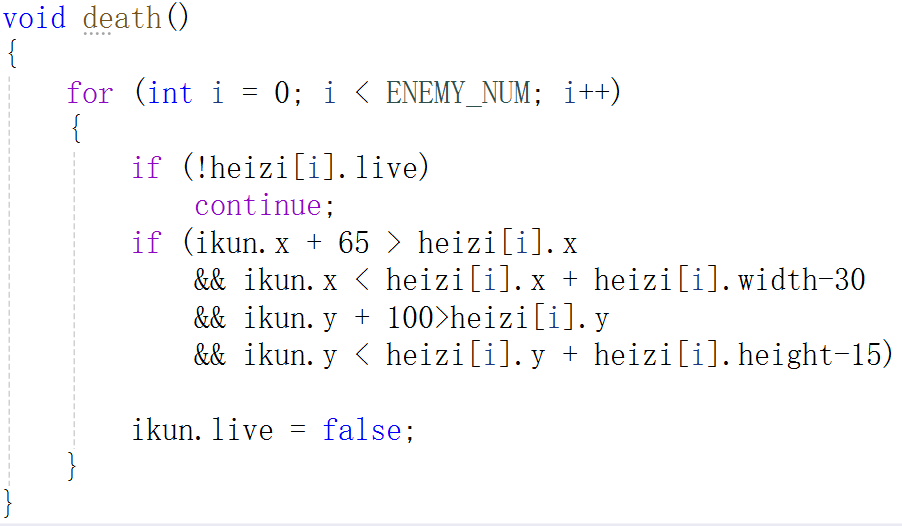 void death()
{
    for (int i = 0; i < ENEMY_NUM; i++)
    {
        if (!heizi[i].live)
            continue;
        if (ikun.x + 65 > heizi[i].x
            && ikun.x < heizi[i].x + heizi[i].width-30
            && ikun.y + 100>heizi[i].y
            && ikun.y < heizi[i].y + heizi[i].height-15)
        ikun.live = false;
    }
}